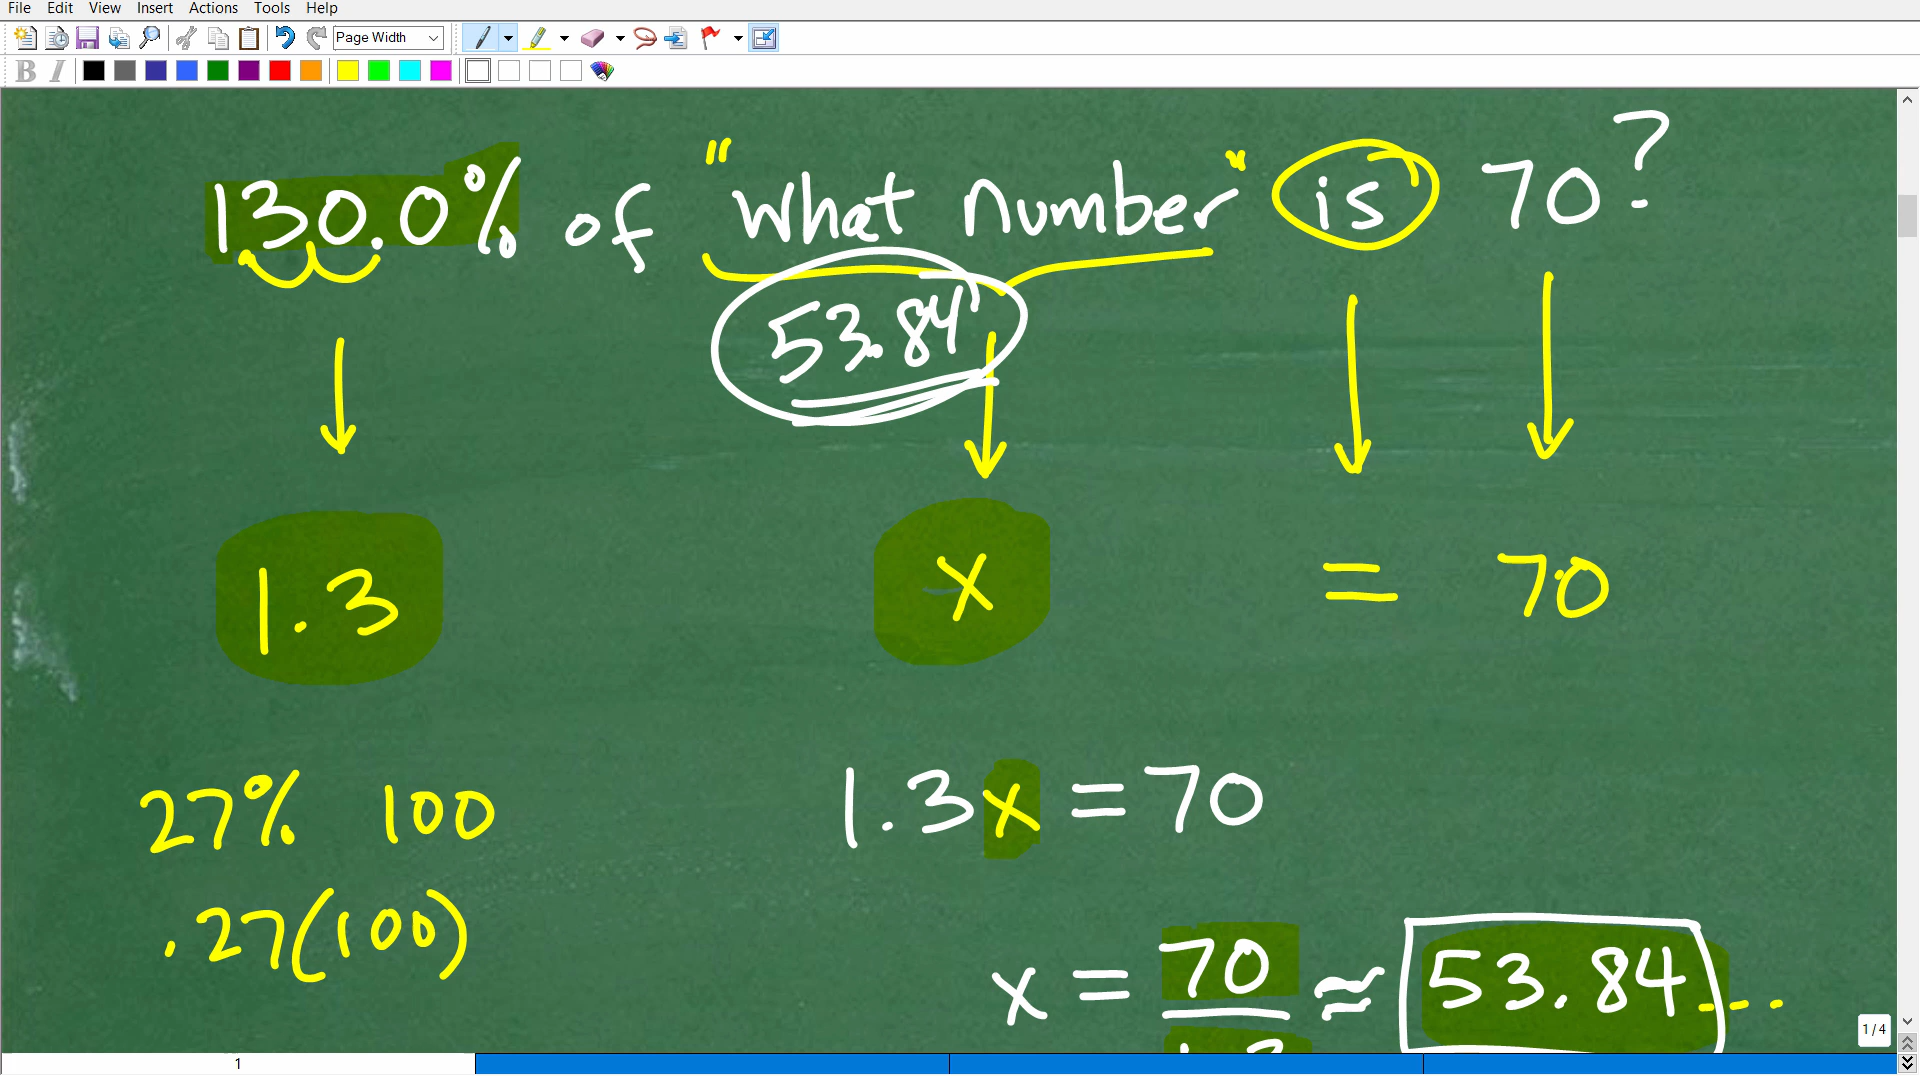 File Edit View Insert Actions Tools Help
Page Width
B I
130.0% of "What number" is 70?
53.84
1.3 x = 70
27% 100
1.3x = 70
.27(100)
x = 70 ≈ 53.84...
1/4
1